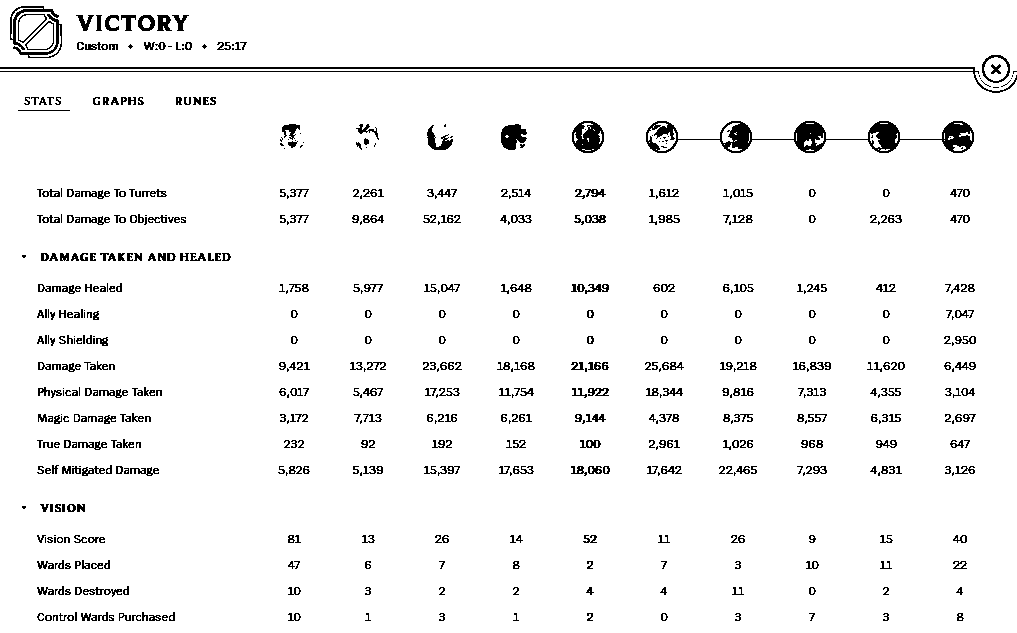 VICTORY
Custom • W:0 - L:0 • 25:17
STATS GRAPHS RUNES
Total Damage To Turrets 5,377 2,261 3,447 2,514 2,794 1,612 1,015 0 0 470
Total Damage To Objectives 5,377 9,864 52,162 4,033 5,038 1,985 7,128 0 2,263 470
DAMAGE TAKEN AND HEALED
Damage Healed 1,758 5,977 15,047 1,648 10,349 602 6,105 1,245 412 7,428
Ally Healing 0 0 0 0 0 0 0 0 0 7,047
Ally Shielding 0 0 0 0 0 0 0 0 0 2,950
Damage Taken 9,421 13,272 23,662 18,168 21,166 25,684 19,218 16,839 11,620 6,449
Physical Damage Taken 6,017 5,467 17,253 11,754 11,922 18,344 9,816 7,313 4,355 3,104
Magic Damage Taken 3,172 7,713 6,216 6,261 9,144 4,378 8,375 8,557 6,315 2,697
True Damage Taken 232 92 192 152 100 2,961 1,026 968 949 647
Self Mitigated Damage 5,826 5,139 15,397 17,653 18,060 17,642 22,465 7,293 4,831 3,126
VISION
Vision Score 81 13 26 14 52 11 26 9 15 40
Wards Placed 47 6 7 8 2 7 3 10 11 22
Wards Destroyed 10 3 2 2 4 4 11 0 2 4
Control Wards Purchased 10 1 3 1 2 0 3 7 3 8